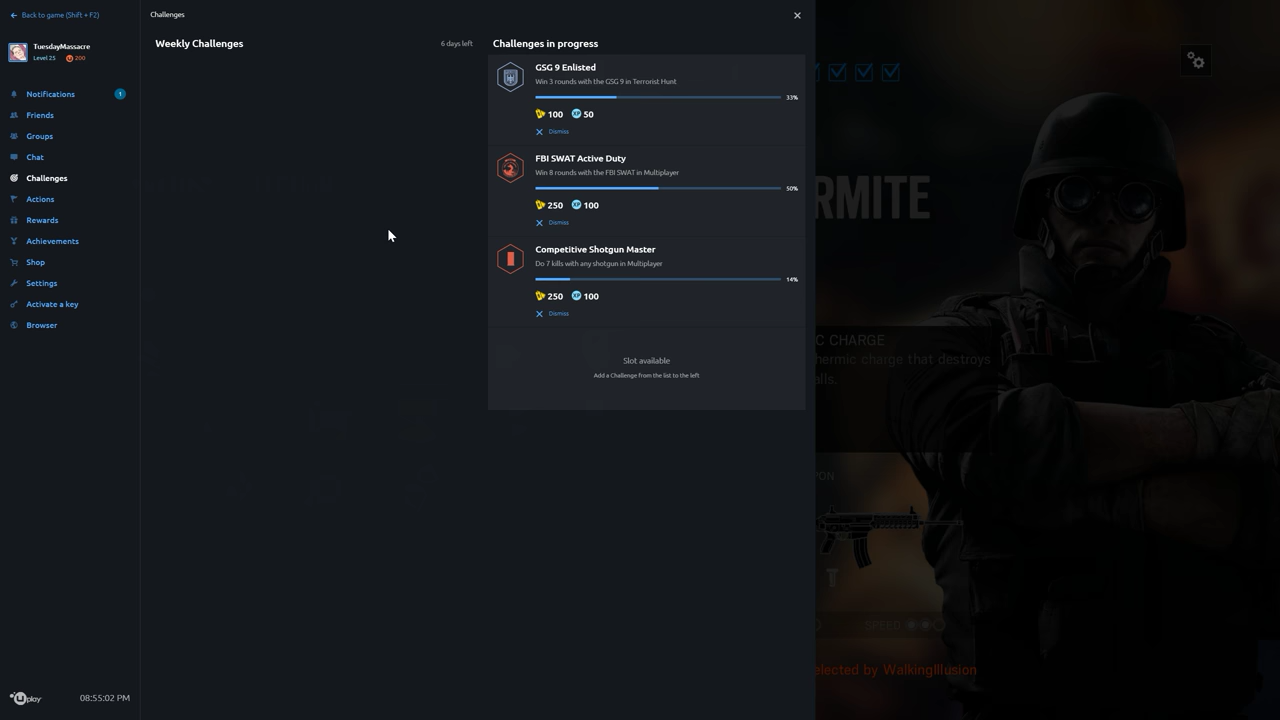 Back to game (Shift + F2)
TuesdayMassacre
Level 25 200
Notifications 1
Friends
Groups
Chat
Challenges
Actions
Rewards
Achievements
Shop
Settings
Activate a key
Browser
uplay 08:55:02 PM
Challenges
Weekly Challenges 6 days left
Challenges in progress
GSG 9 Enlisted
Win 3 rounds with the GSG 9 in Terrorist Hunt
33%
100 XP 50
Dismiss
FBI SWAT Active Duty
Win 8 rounds with the FBI SWAT in Multiplayer
50%
250 XP 100
Dismiss
Competitive Shotgun Master
Do 7 kills with any shotgun in Multiplayer
14%
250 XP 100
Dismiss
Slot available
Add a Challenge from the list to the left
RMITE
C CHARGE
hermic charge that destroys
alls.
PON
T
SPEED
elected by WalkingIllusion